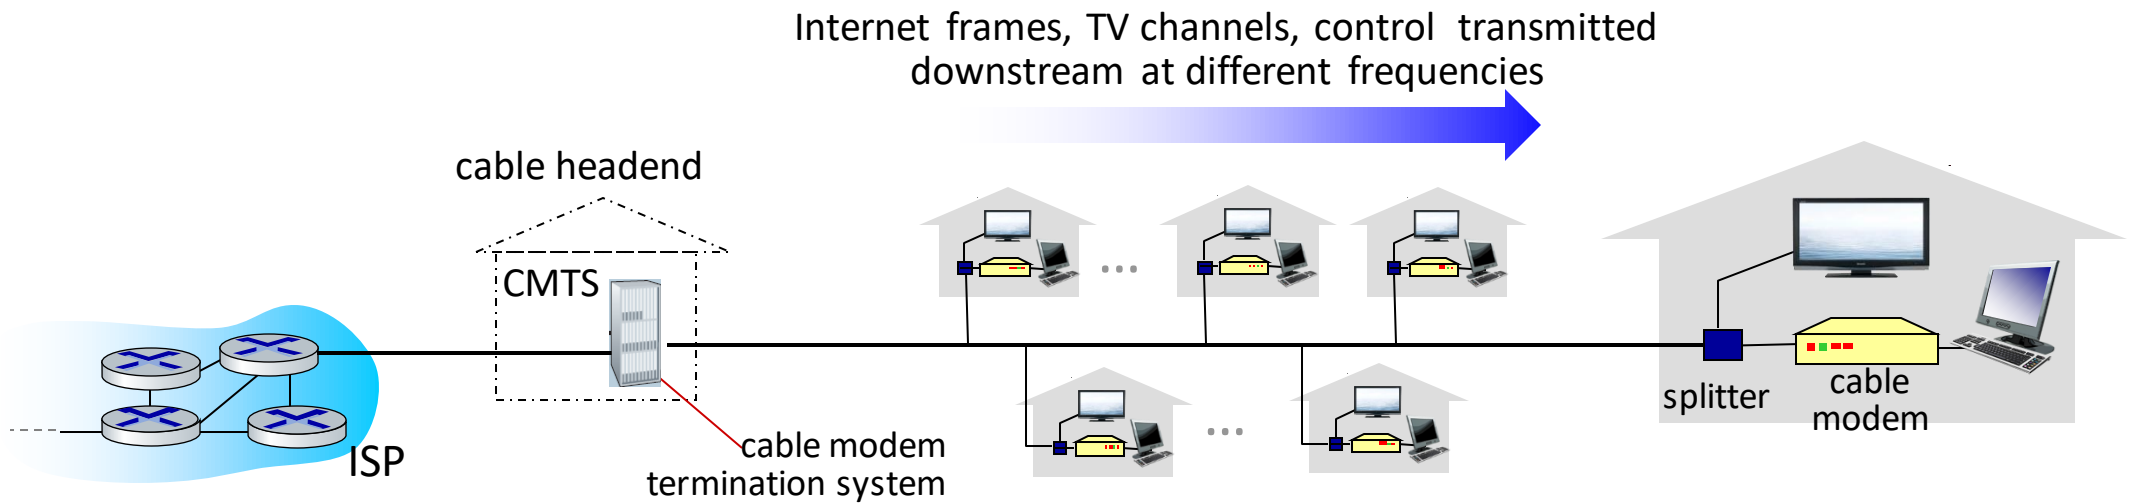 Internet frames, TV channels, control transmitted
downstream at different frequencies
cable headend
CMTS
ISP
cable modem
termination system
splitter
cable
modem